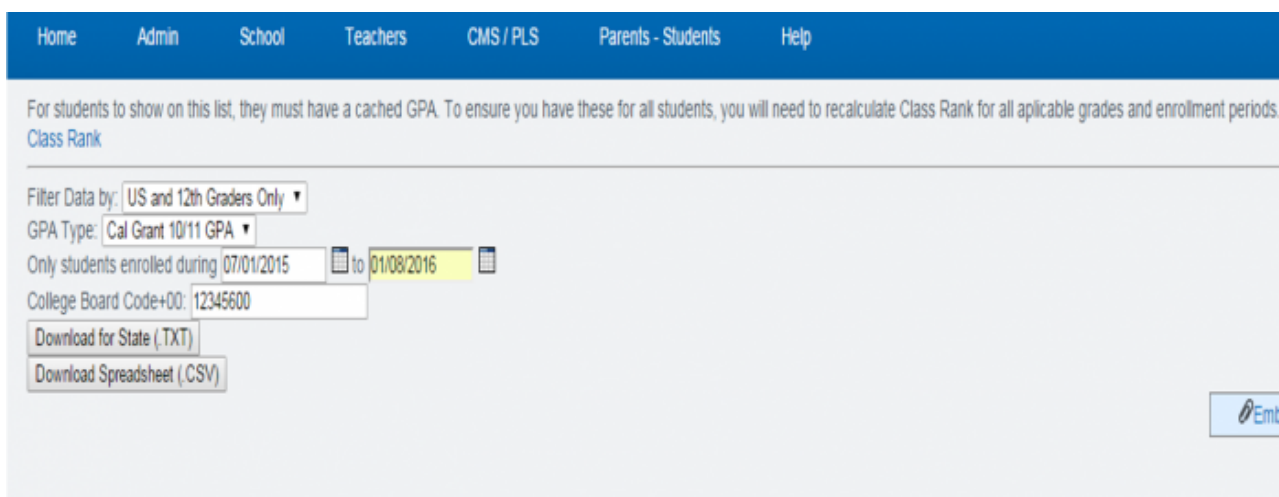 Home Admin School Teachers CMS / PLS Parents - Students Help
For students to show on this list, they must have a cached GPA. To ensure you have these for all students, you will need to recalculate Class Rank for all aplicable grades and enrollment periods.
Class Rank
Filter Data by: US and 12th Graders Only
GPA Type: Cal Grant 10/11 GPA
Only students enrolled during 07/01/2015 to 01/08/2016
College Board Code+00: 12345600
Download for State (.TXT)
Download Spreadsheet (.CSV)
Emb